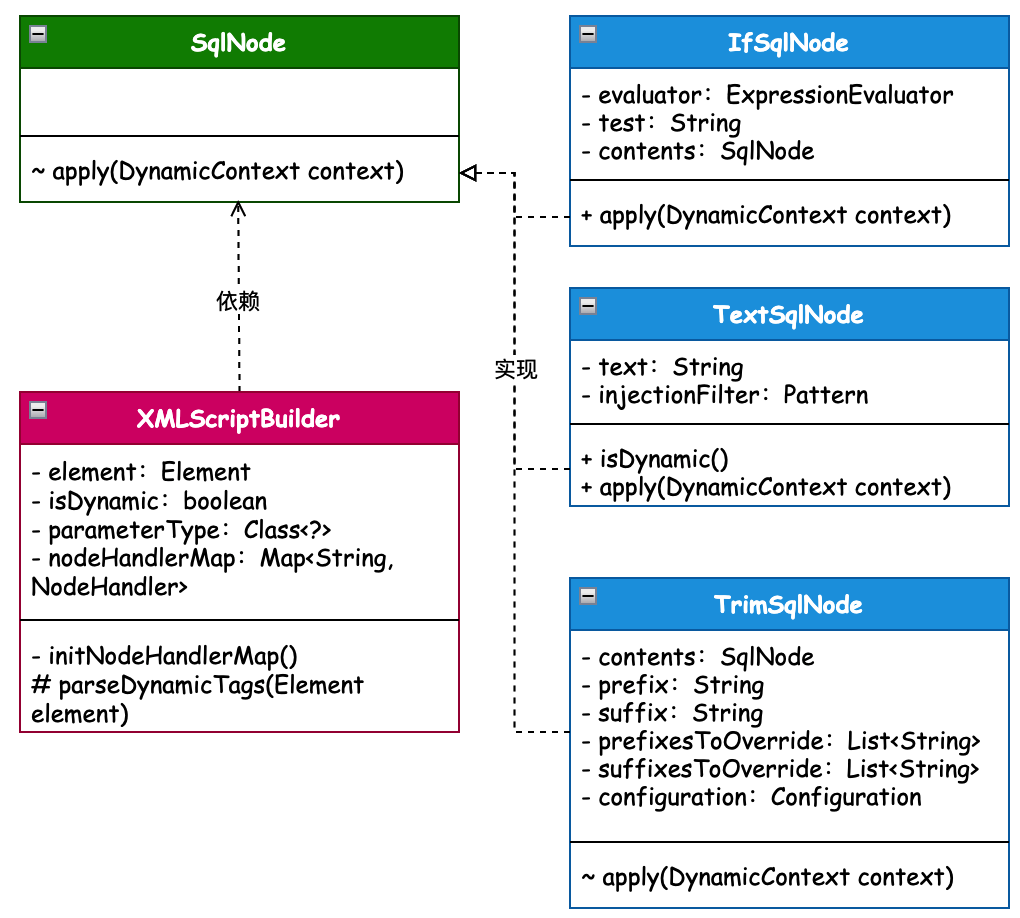 SqlNode
~ apply(DynamicContext context)
依赖
XMLScriptBuilder
- element：Element
- isDynamic：boolean
- parameterType：Class<?>
- nodeHandlerMap：Map<String,
NodeHandler>
- initNodeHandlerMap()
# parseDynamicTags(Element
element)
实现
IfSqlNode
- evaluator：ExpressionEvaluator
- test：String
- contents：SqlNode
+ apply(DynamicContext context)
TextSqlNode
- text：String
- injectionFilter：Pattern
+ isDynamic()
+ apply(DynamicContext context)
TrimSqlNode
- contents：SqlNode
- prefix：String
- suffix：String
- prefixesToOverride：List<String>
- suffixesToOverride：List<String>
- configuration：Configuration
~ apply(DynamicContext context)